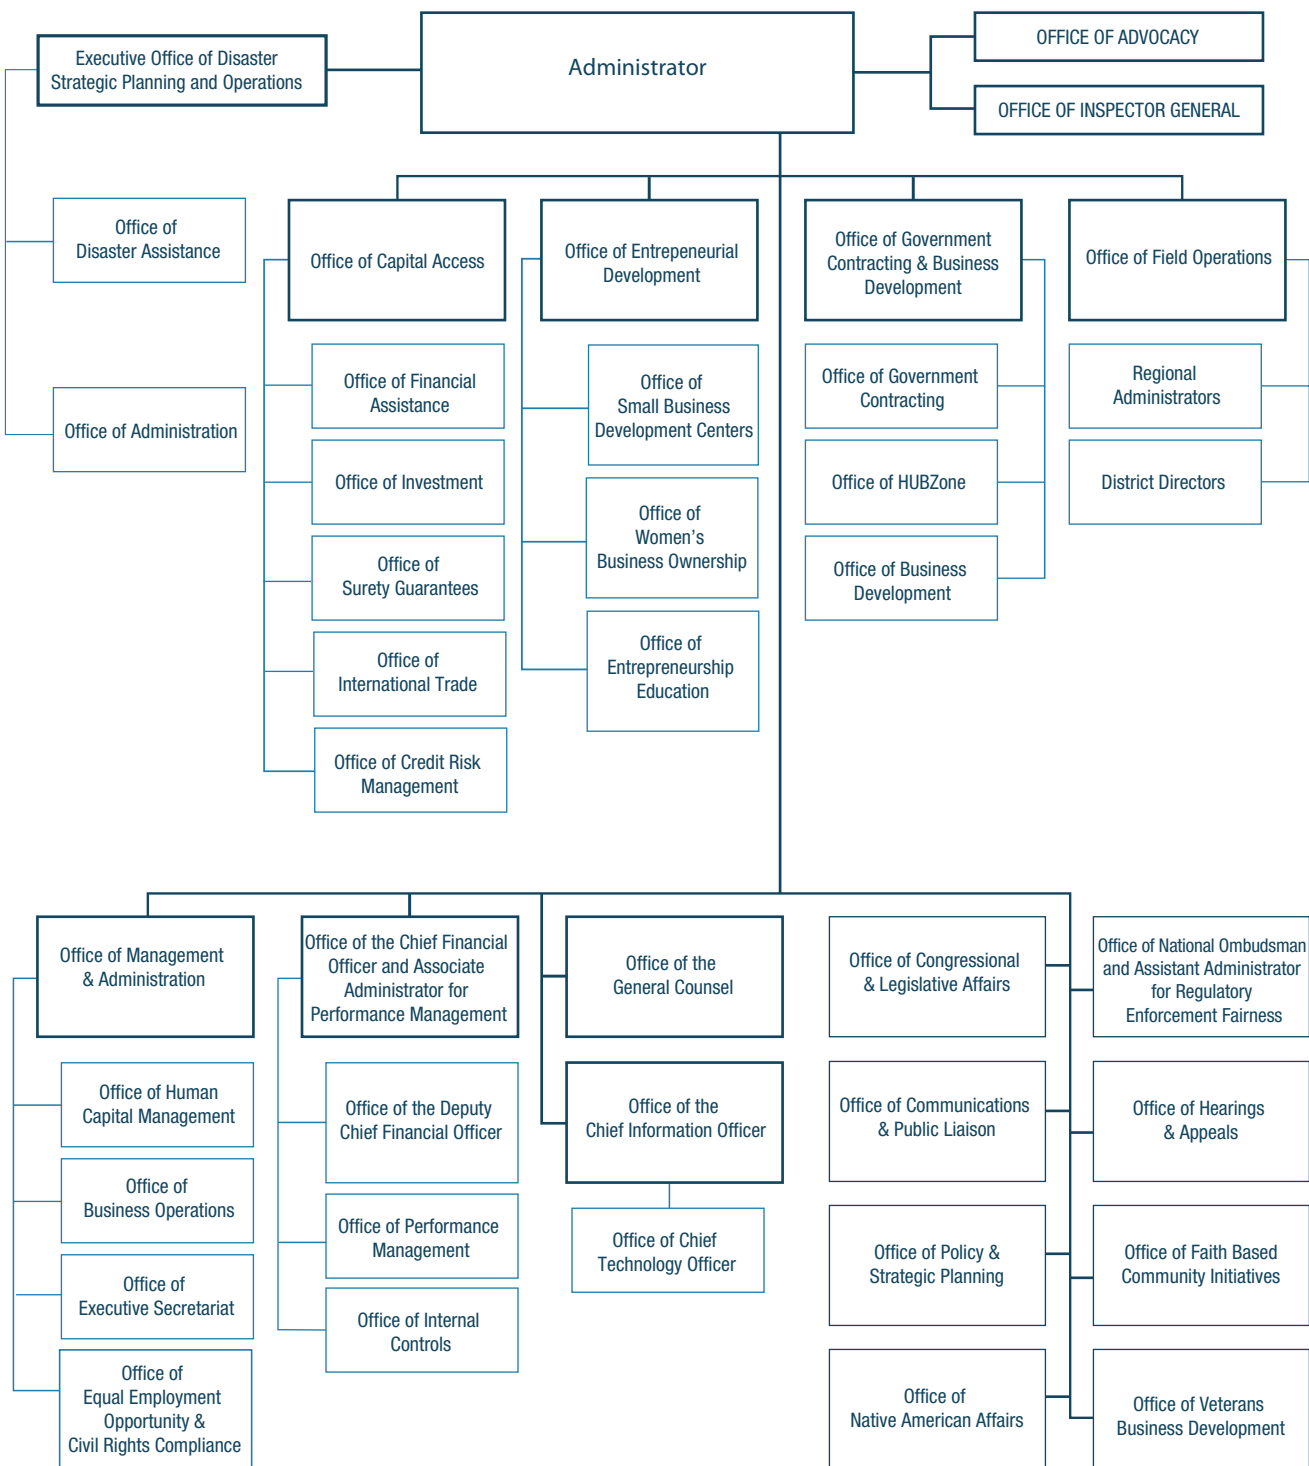 Executive Office of Disaster
Strategic Planning and Operations
Administrator
OFFICE OF ADVOCACY
OFFICE OF INSPECTOR GENERAL
Office of
Disaster Assistance
Office of Administration
Office of Capital Access
Office of Financial
Assistance
Office of Investment
Office of
Surety Guarantees
Office of
International Trade
Office of Credit Risk
Management
Office of Entrepeneurial
Development
Office of
Small Business
Development Centers
Office of
Women's
Business Ownership
Office of
Entrepreneurship
Education
Office of Government
Contracting & Business
Development
Office of Government
Contracting
Office of HUBZone
Office of Business
Development
Office of Field Operations
Regional
Administrators
District Directors
Office of Management
& Administration
Office of Human
Capital Management
Office of
Business Operations
Office of
Executive Secretariat
Office of
Equal Employment
Opportunity &
Civil Rights Compliance
Office of the Chief Financial
Officer and Associate
Administrator for
Performance Management
Office of the Deputy
Chief Financial Officer
Office of Performance
Management
Office of Internal
Controls
Office of the
General Counsel
Office of the
Chief Information Officer
Office of Chief
Technology Officer
Office of Congressional
& Legislative Affairs
Office of Communications
& Public Liaison
Office of Policy &
Strategic Planning
Office of
Native American Affairs
Office of National Ombudsman
and Assistant Administrator
for Regulatory
Enforcement Fairness
Office of Hearings
& Appeals
Office of Faith Based
Community Initiatives
Office of Veterans
Business Development